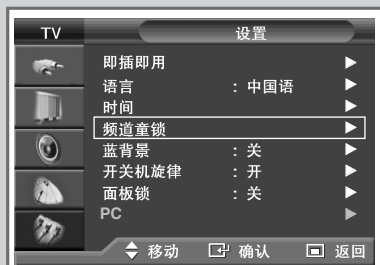 TV 设置
即插即用
语言 : 中国语
时间
频道童锁
蓝背景 : 关
开关机旋律 : 开
面板锁 : 关
PC
移动 确认 返回